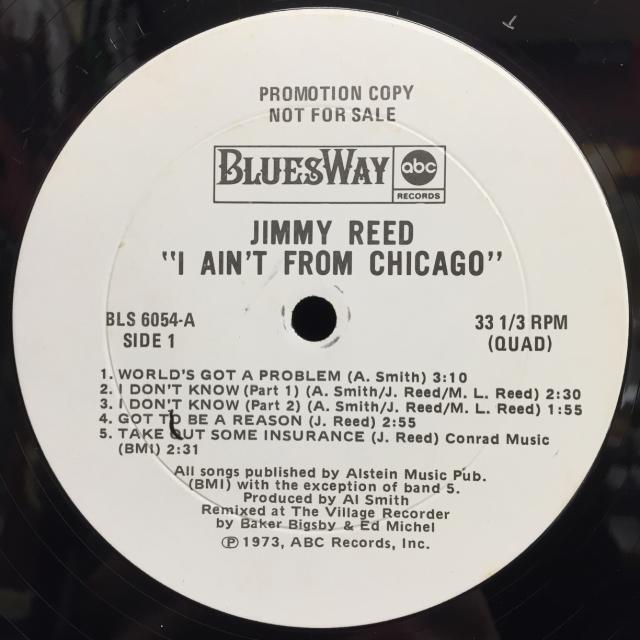 PROMOTION COPY
NOT FOR SALE
BLUESWAY abc RECORDS
JIMMY REED
"I AIN'T FROM CHICAGO"
BLS 6054-A 33 1/3 RPM
SIDE 1 (QUAD)
1. WORLD'S GOT A PROBLEM (A. Smith) 3:10
2. I DON'T KNOW (Part 1) (A. Smith/J. Reed/M. L. Reed) 2:30
3. I DON'T KNOW (Part 2) (A. Smith/J. Reed/M. L. Reed) 1:55
4. GOT TO BE A REASON (J. Reed) 2:55
5. TAKE OUT SOME INSURANCE (J. Reed) Conrad Music
(BMI) 2:31
All songs published by Alstein Music Pub.
(BMI) with the exception of band 5.
Produced by Al Smith
Remixed at The Village Recorder
by Baker Bigsby & Ed Michel
℗ 1973, ABC Records, Inc.